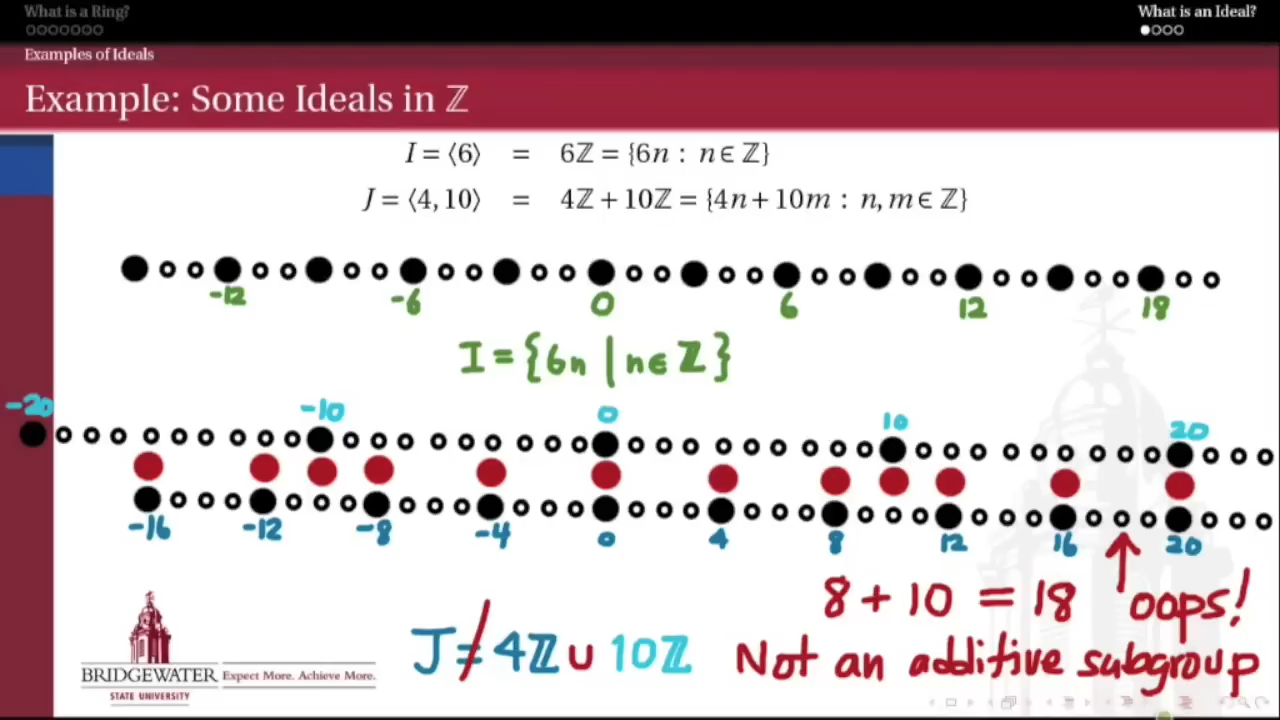 What is a Ring? What is an Ideal?
Examples of Ideals
Example: Some Ideals in ℤ
I = ⟨6⟩ = 6ℤ = {6n : n ∈ ℤ}
J = ⟨4,10⟩ = 4ℤ + 10ℤ = {4n + 10m : n, m ∈ ℤ}
-12 -6 0 6 12 18
I = {6n | n ∈ ℤ}
-20 -10 0 10 20
-16 -12 -8 -4 0 4 8 12 16 20
8 + 10 = 18 oops!
J ≠ 4ℤ ∪ 10ℤ Not an additive subgroup
BRIDGEWATER Expect More. Achieve More.
STATE UNIVERSITY